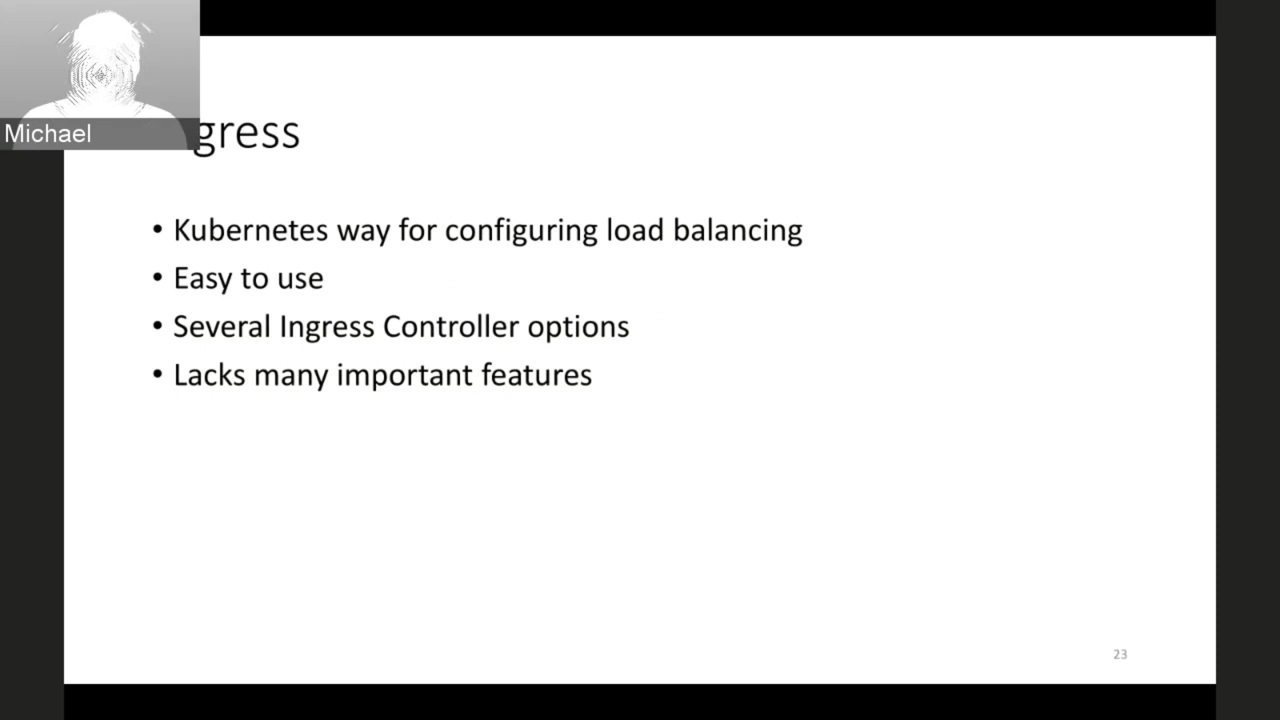 Michael
gress
• Kubernetes way for configuring load balancing
• Easy to use
• Several Ingress Controller options
• Lacks many important features
23